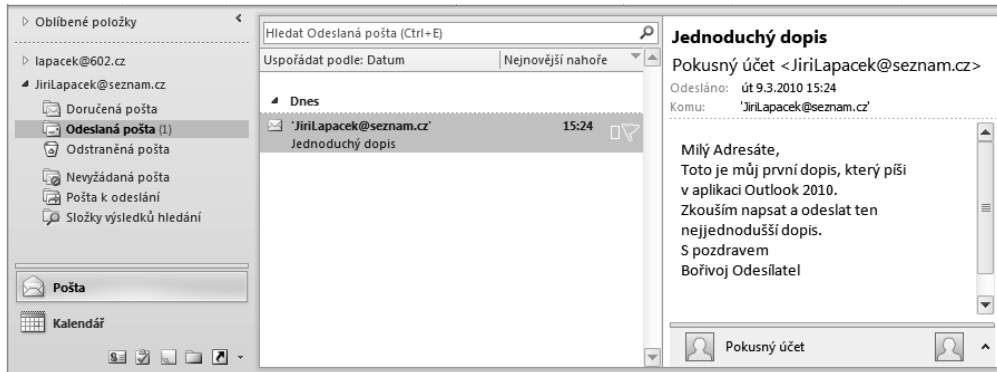 Oblíbené položky
lapacek@602.cz
JiriLapacek@seznam.cz
Doručená pošta
Odeslaná pošta (1)
Odstraněná pošta
Nevyžádaná pošta
Pošta k odeslání
Složky výsledků hledání
Pošta
Kalendář
Hledat Odeslaná pošta (Ctrl+E)
Uspořádat podle: Datum Nejnovější nahoře
Dnes
'JiriLapacek@seznam.cz' 15:24
Jednoduchý dopis
Jednoduchý dopis
Pokusný účet <JiriLapacek@seznam.cz>
Odesláno: út 9.3.2010 15:24
Komu: 'JiriLapacek@seznam.cz'
Milý Adresáte,
Toto je můj první dopis, který píši
v aplikaci Outlook 2010.
Zkouším napsat a odeslat ten
nejjednodušší dopis.
S pozdravem
Bořivoj Odesílatel
Pokusný účet